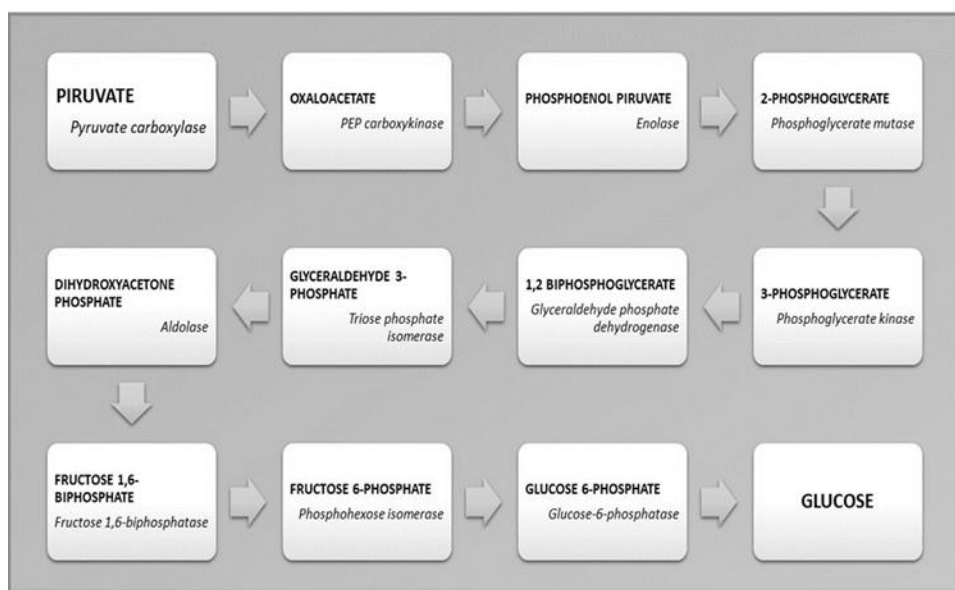 PIRUVATE
Pyruvate carboxylase
OXALOACETATE
PEP carboxykinase
PHOSPHOENOL PIRUVATE
Enolase
2-PHOSPHOGLYCERATE
Phosphoglycerate mutase
3-PHOSPHOGLYCERATE
Phosphoglycerate kinase
1,2 BIPHOSPHOGLYCERATE
Glyceraldehyde phosphate
dehydrogenase
GLYCERALDEHYDE 3-
PHOSPHATE
Triose phosphate
isomerase
DIHYDROXYACETONE
PHOSPHATE
Aldolase
FRUCTOSE 1,6-
BIPHOSPHATE
Fructose 1,6-biphosphatase
FRUCTOSE 6-PHOSPHATE
Phosphohexose isomerase
GLUCOSE 6-PHOSPHATE
Glucose-6-phosphatase
GLUCOSE